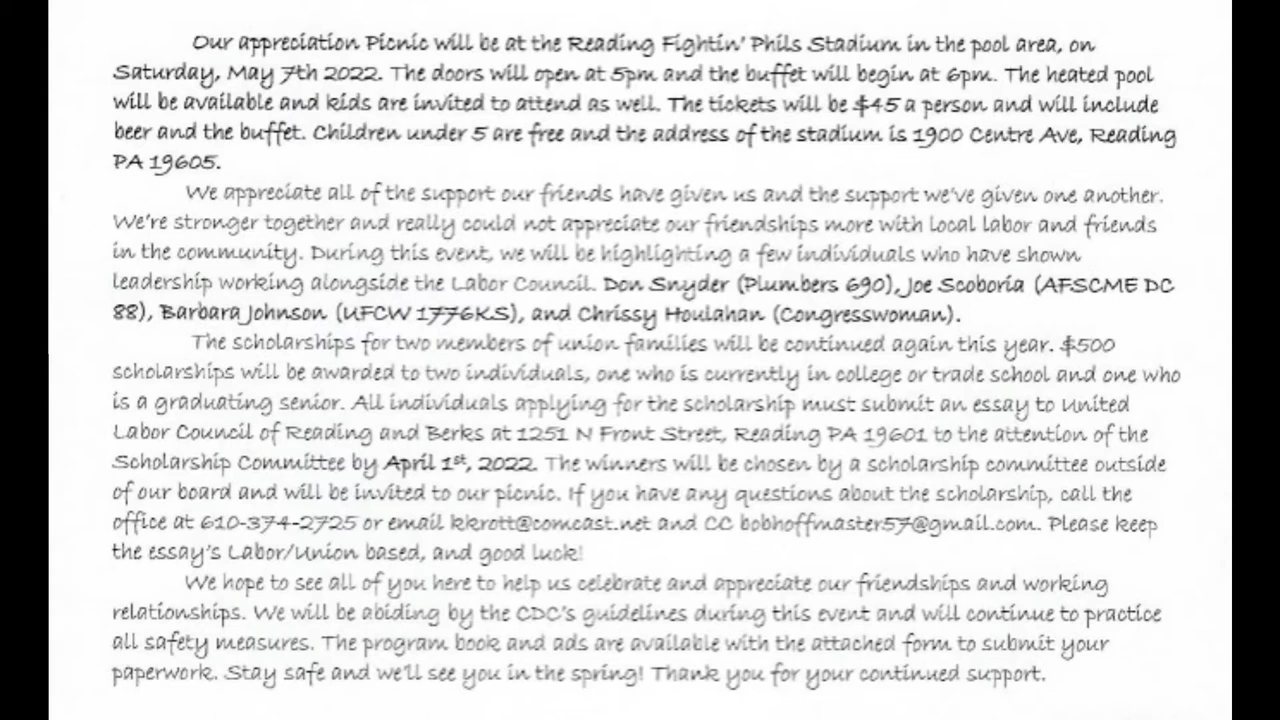 Our appreciation Picnic will be at the Reading Fightin' Phils Stadium in the pool area, on
Saturday, May 7th 2022. The doors will open at 5pm and the buffet will begin at 6pm. The heated pool
will be available and kids are invited to attend as well. The tickets will be $45 a person and will include
beer and the buffet. Children under 5 are free and the address of the stadium is 1900 Centre Ave, Reading
PA 19605.
We appreciate all of the support our friends have given us and the support we've given one another.
We're stronger together and really could not appreciate our friendships more with local labor and friends
in the community. During this event, we will be highlighting a few individuals who have shown
leadership working alongside the Labor Council. Don Snyder (Plumbers 690), Joe Scoboria (AFSCME DC
88), Barbara Johnson (UFCW 1776KS), and Chrissy Houlahan (Congresswoman).
The scholarships for two members of union families will be continued again this year. $500
scholarships will be awarded to two individuals, one who is currently in college or trade school and one who
is a graduating senior. All individuals applying for the scholarship must submit an essay to United
Labor Council of Reading and Berks at 1251 N Front Street, Reading PA 19601 to the attention of the
Scholarship Committee by April 1st, 2022. The winners will be chosen by a scholarship committee outside
of our board and will be invited to our picnic. If you have any questions about the scholarship, call the
office at 610-374-2725 or email kkrott@comcast.net and CC bobhoffmaster57@gmail.com. Please keep
the essay's Labor/Union based, and good luck!
We hope to see all of you here to help us celebrate and appreciate our friendships and working
relationships. We will be abiding by the CDC's guidelines during this event and will continue to practice
all safety measures. The program book and ads are available with the attached form to submit your
paperwork. Stay safe and we'll see you in the spring! Thank you for your continued support.